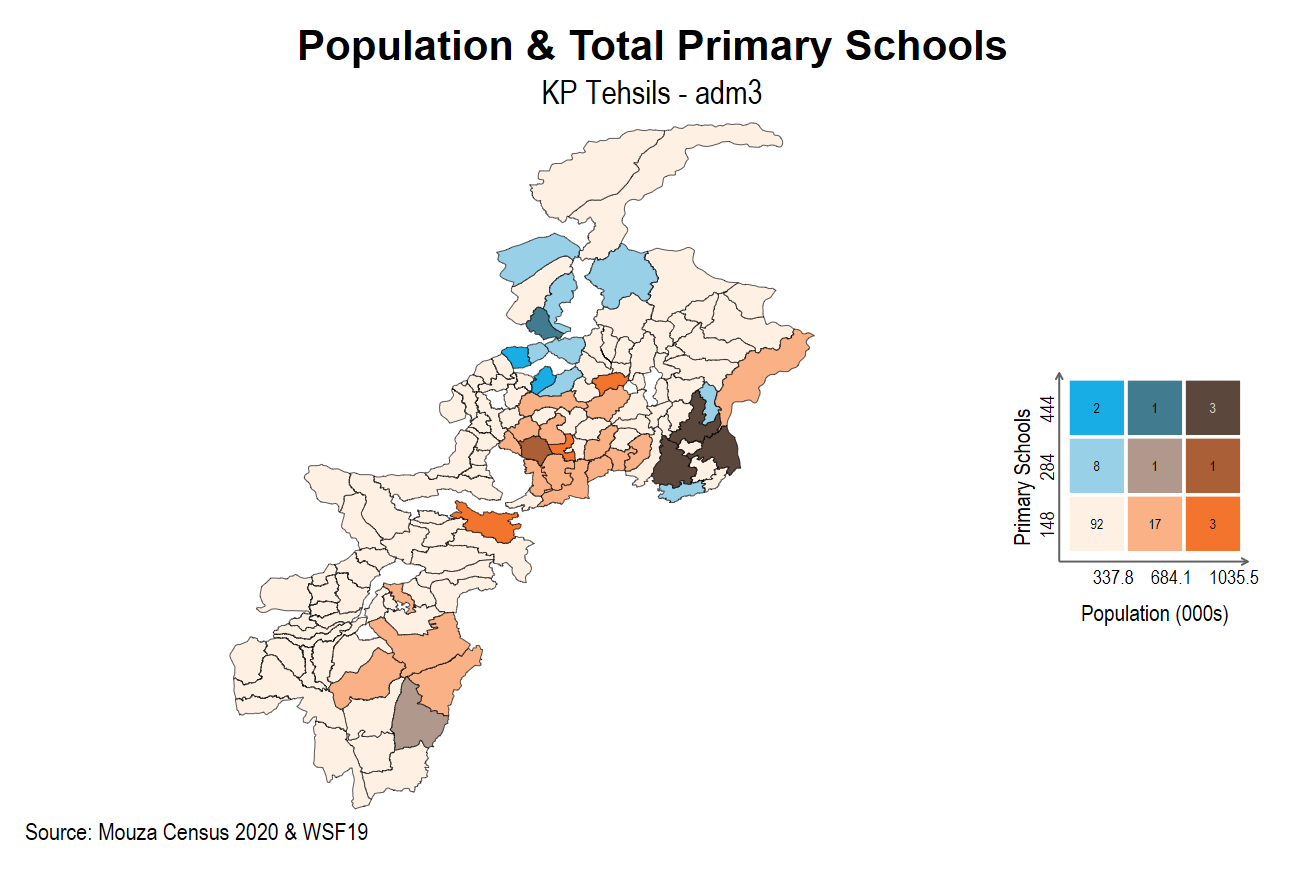 Population & Total Primary Schools
KP Tehsils - adm3
Primary Schools
444
284
148
2 1 3
8 1 1
92 17 3
337.8 684.1 1035.5
Population (000s)
Source: Mouza Census 2020 & WSF19